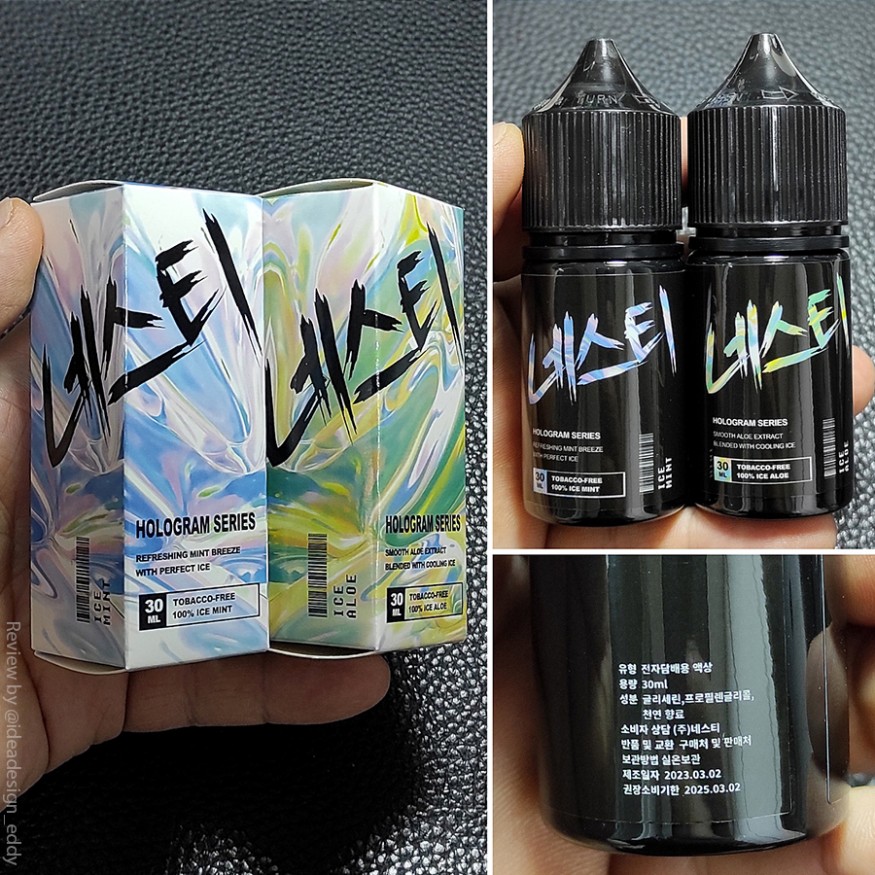 네스티
HOLOGRAM SERIES
REFRESHING MINT BREEZE
WITH PERFECT ICE
ICE
MINT
30
ML
TOBACCO-FREE
100% ICE MINT
네스티
HOLOGRAM SERIES
SMOOTH ALOE EXTRACT
BLENDED WITH COOLING ICE
ICE
ALOE
30
ML
TOBACCO-FREE
100% ICE ALOE
Review by @ideadesign_eddy
TURN
네스티
HOLOGRAM SERIES
REFRESHING MINT BREEZE
WITH PERFECT ICE
30
ML
TOBACCO-FREE
100% ICE MINT
ICE
MINT
네스티
HOLOGRAM SERIES
SMOOTH ALOE EXTRACT
BLENDED WITH COOLING ICE
30
ML
TOBACCO-FREE
100% ICE ALOE
ICE
ALOE
유형 전자담배용 액상
용량 30ml
성분 글리세린,프로필렌글리콜,
천연 향료
소비자 상담 (주)네스티
반품 및 교환 구매처 및 판매처
보관방법 실온보관
제조일자 2023.03.02
권장소비기한 2025.03.02